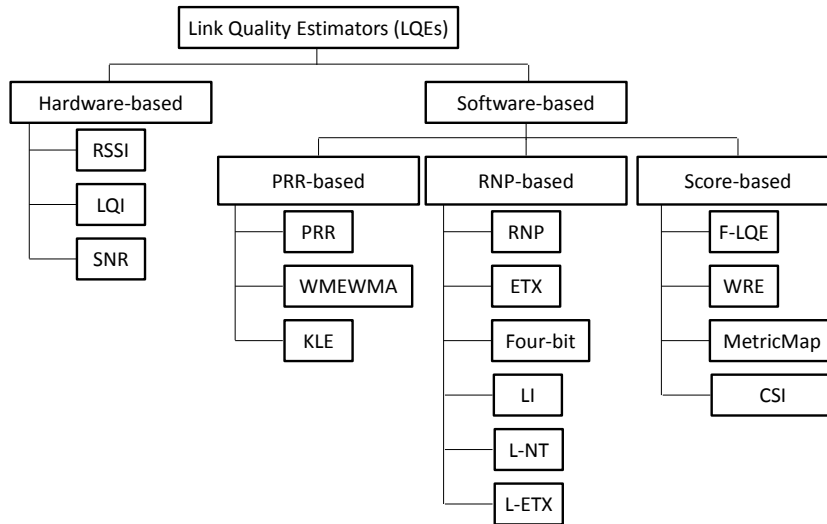 Link Quality Estimators (LQEs)
Hardware-based
Software-based
RSSI
LQI
SNR
PRR-based
RNP-based
Score-based
PRR
WMEWMA
KLE
RNP
ETX
Four-bit
LI
L-NT
L-ETX
F-LQE
WRE
MetricMap
CSI